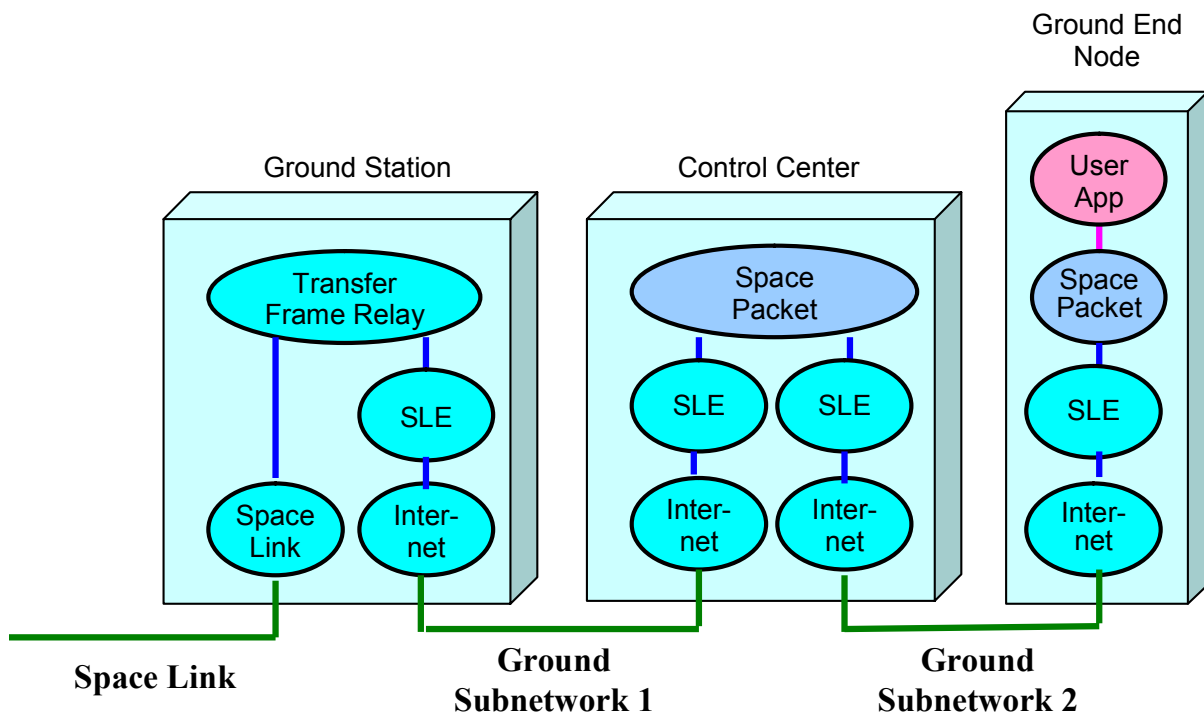 Ground End
Node
Ground Station
Control Center
User
App
Transfer
Frame Relay
Space
Packet
Space
Packet
SLE
SLE
SLE
SLE
Space
Link
Inter-
net
Inter-
net
Inter-
net
Inter-
net
Space Link
Ground
Subnetwork 1
Ground
Subnetwork 2